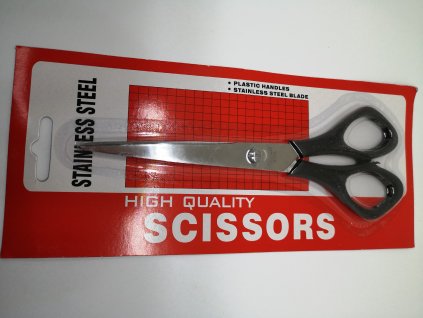 STAINLESS STEEL
• PLASTIC HANDLES
• STAINLESS STEEL BLADE
HIGH QUALITY
SCISSORS